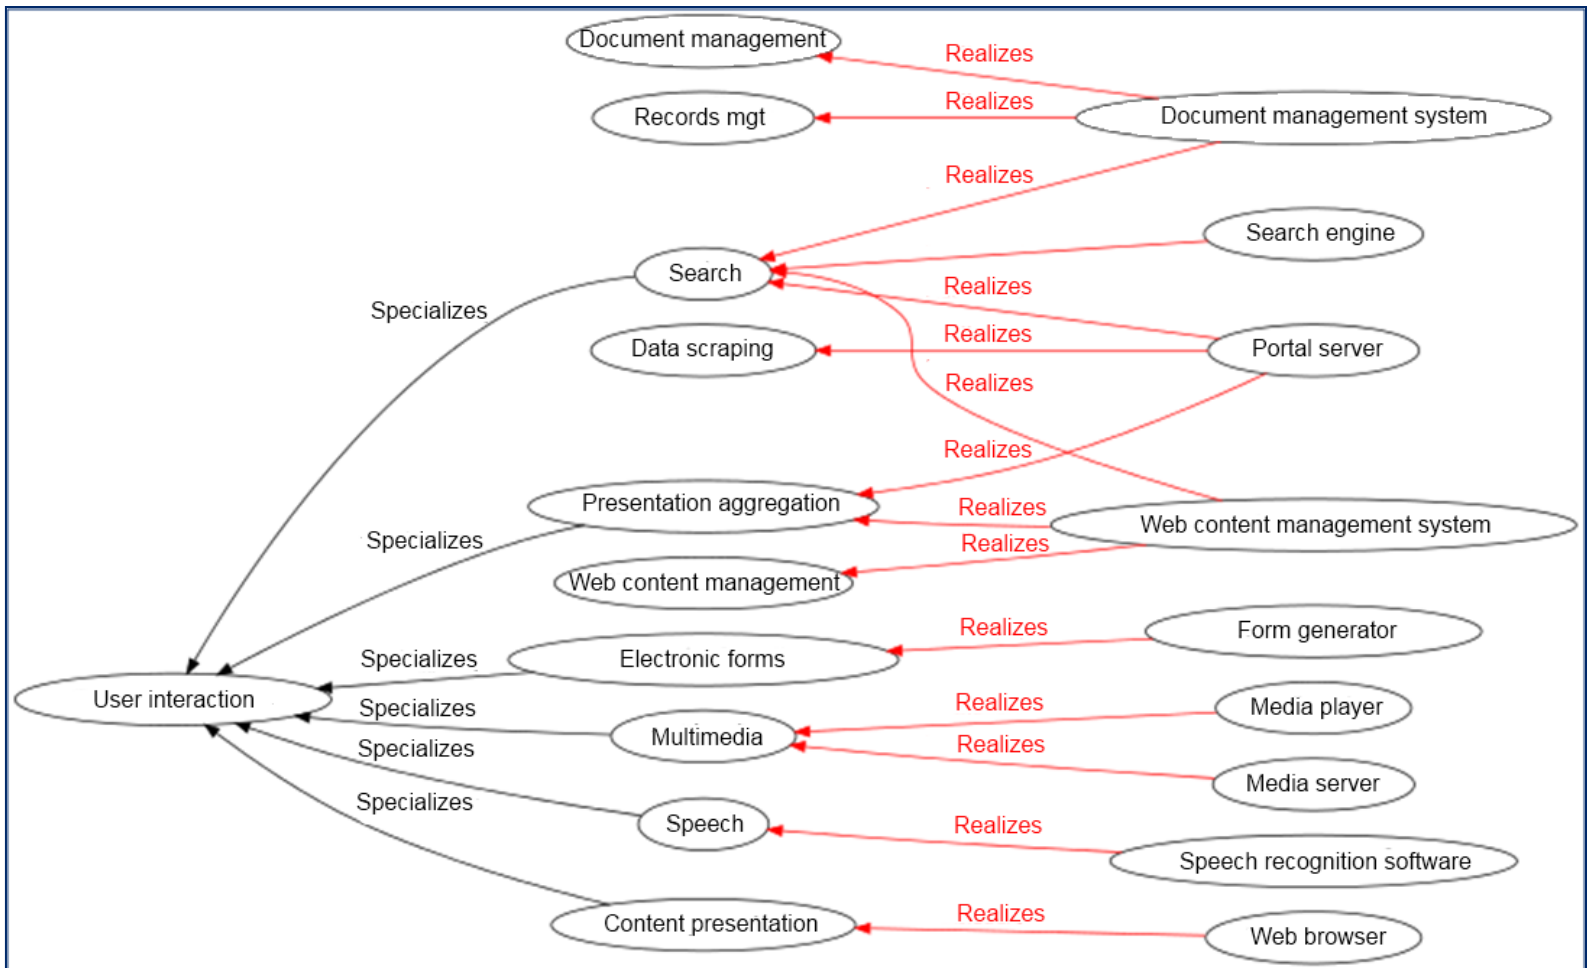 Document management
Realizes
Realizes
Records mgt
Document management system
Realizes
Search engine
Search
Realizes
Specializes
Realizes
Data scraping
Portal server
Realizes
Realizes
Presentation aggregation
Realizes
Web content management system
Specializes
Realizes
Web content management
Realizes
Form generator
Specializes
Electronic forms
User interaction
Realizes
Media player
Specializes
Multimedia
Realizes
Specializes
Media server
Specializes
Speech
Realizes
Speech recognition software
Realizes
Content presentation
Web browser